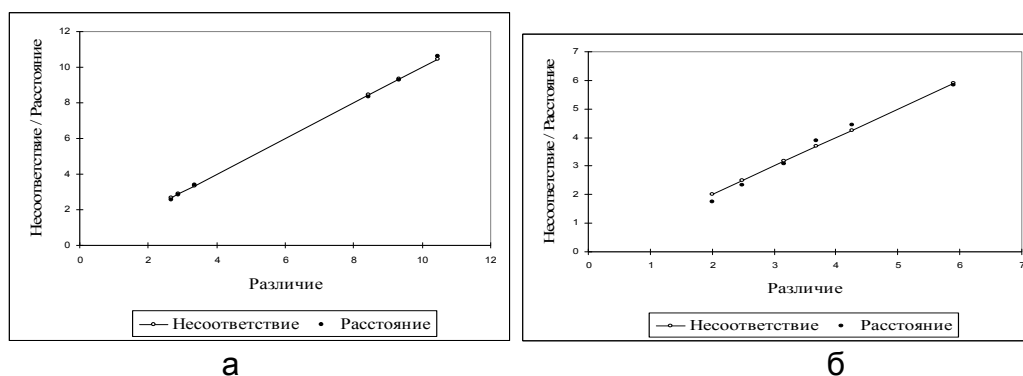 12
10
8
6
4
2
0
0 2 4 6 8 10 12
Несоответствие / Расстояние
Различие
Несоответствие Расстояние
а
7
6
5
4
3
2
1
0
0 1 2 3 4 5 6 7
Несоответствие / Расстояние
Различие
Несоответствие Расстояние
б